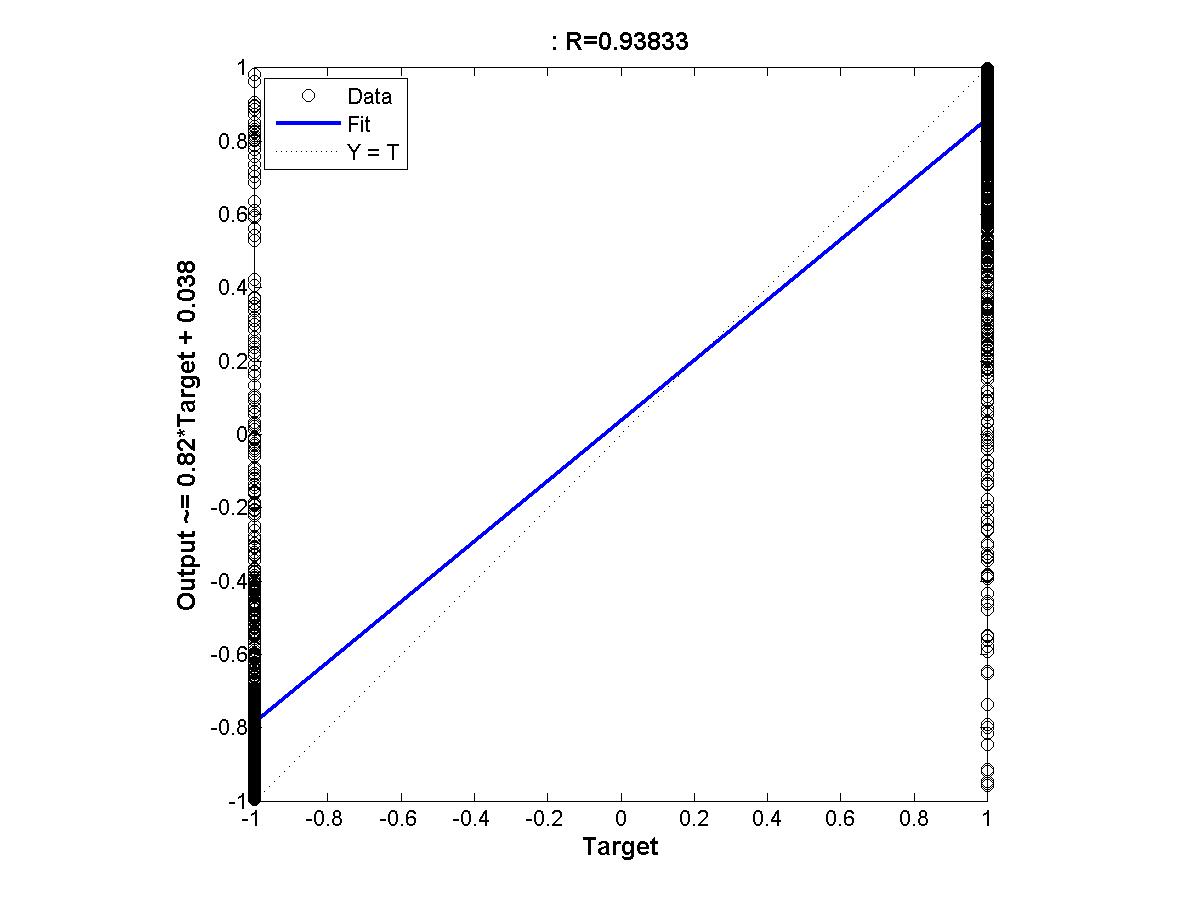 : R=0.93833
Data
Fit
Y = T
Output ~= 0.82*Target + 0.038
1
0.8
0.6
0.4
0.2
0
-0.2
-0.4
-0.6
-0.8
-1
-1 -0.8 -0.6 -0.4 -0.2 0 0.2 0.4 0.6 0.8 1
Target